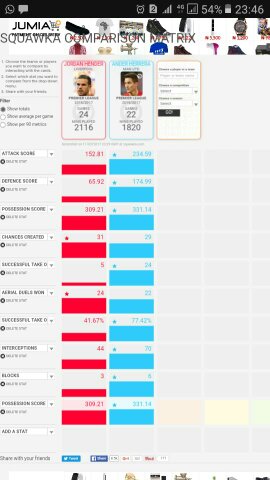 4G 54% 23:46
JUMIA
₦ 9,300
₦ 1,200
SQUAWKA COMPARISON MATRIX
1. Choose the teams or players
you want to compare by
interacting with the cards.
2. Select which stat you want to
compare from the drop down
menu.
3. Share with your friends.
Filter
Show totals
Show average per game
Show per 90 metrics
JORDAN HENDER
LIVERPOOL
PREMIER LEAGUE
2016/2017
GAMES
24
MINS
2116
ANDER HERRERA
MAN UTD
PREMIER LEAGUE
2016/2017
GAMES
22
MINS
1820
Choose a player or a team
Choose a competition
Select
Choose a season
Select
GO!
ATTACK SCORE
DELETE STAT
152.81
234.59
DEFENCE SCORE
DELETE STAT
65.92
174.99
POSSESSION SCORE
DELETE STAT
309.21
331.14
CHANCES CREATED
DELETE STAT
31
29
SUCCESSFUL TAKE O
DELETE STAT
5
24
AERIAL DUELS WON
DELETE STAT
24
22
SUCCESSFUL TAKE O
DELETE STAT
41.67%
77.42%
INTERCEPTIONS
DELETE STAT
44
70
BLOCKS
DELETE STAT
3
6
POSSESSION SCORE
DELETE STAT
309.21
331.14
ADD A STAT
Share with your friends
Tweet
Share